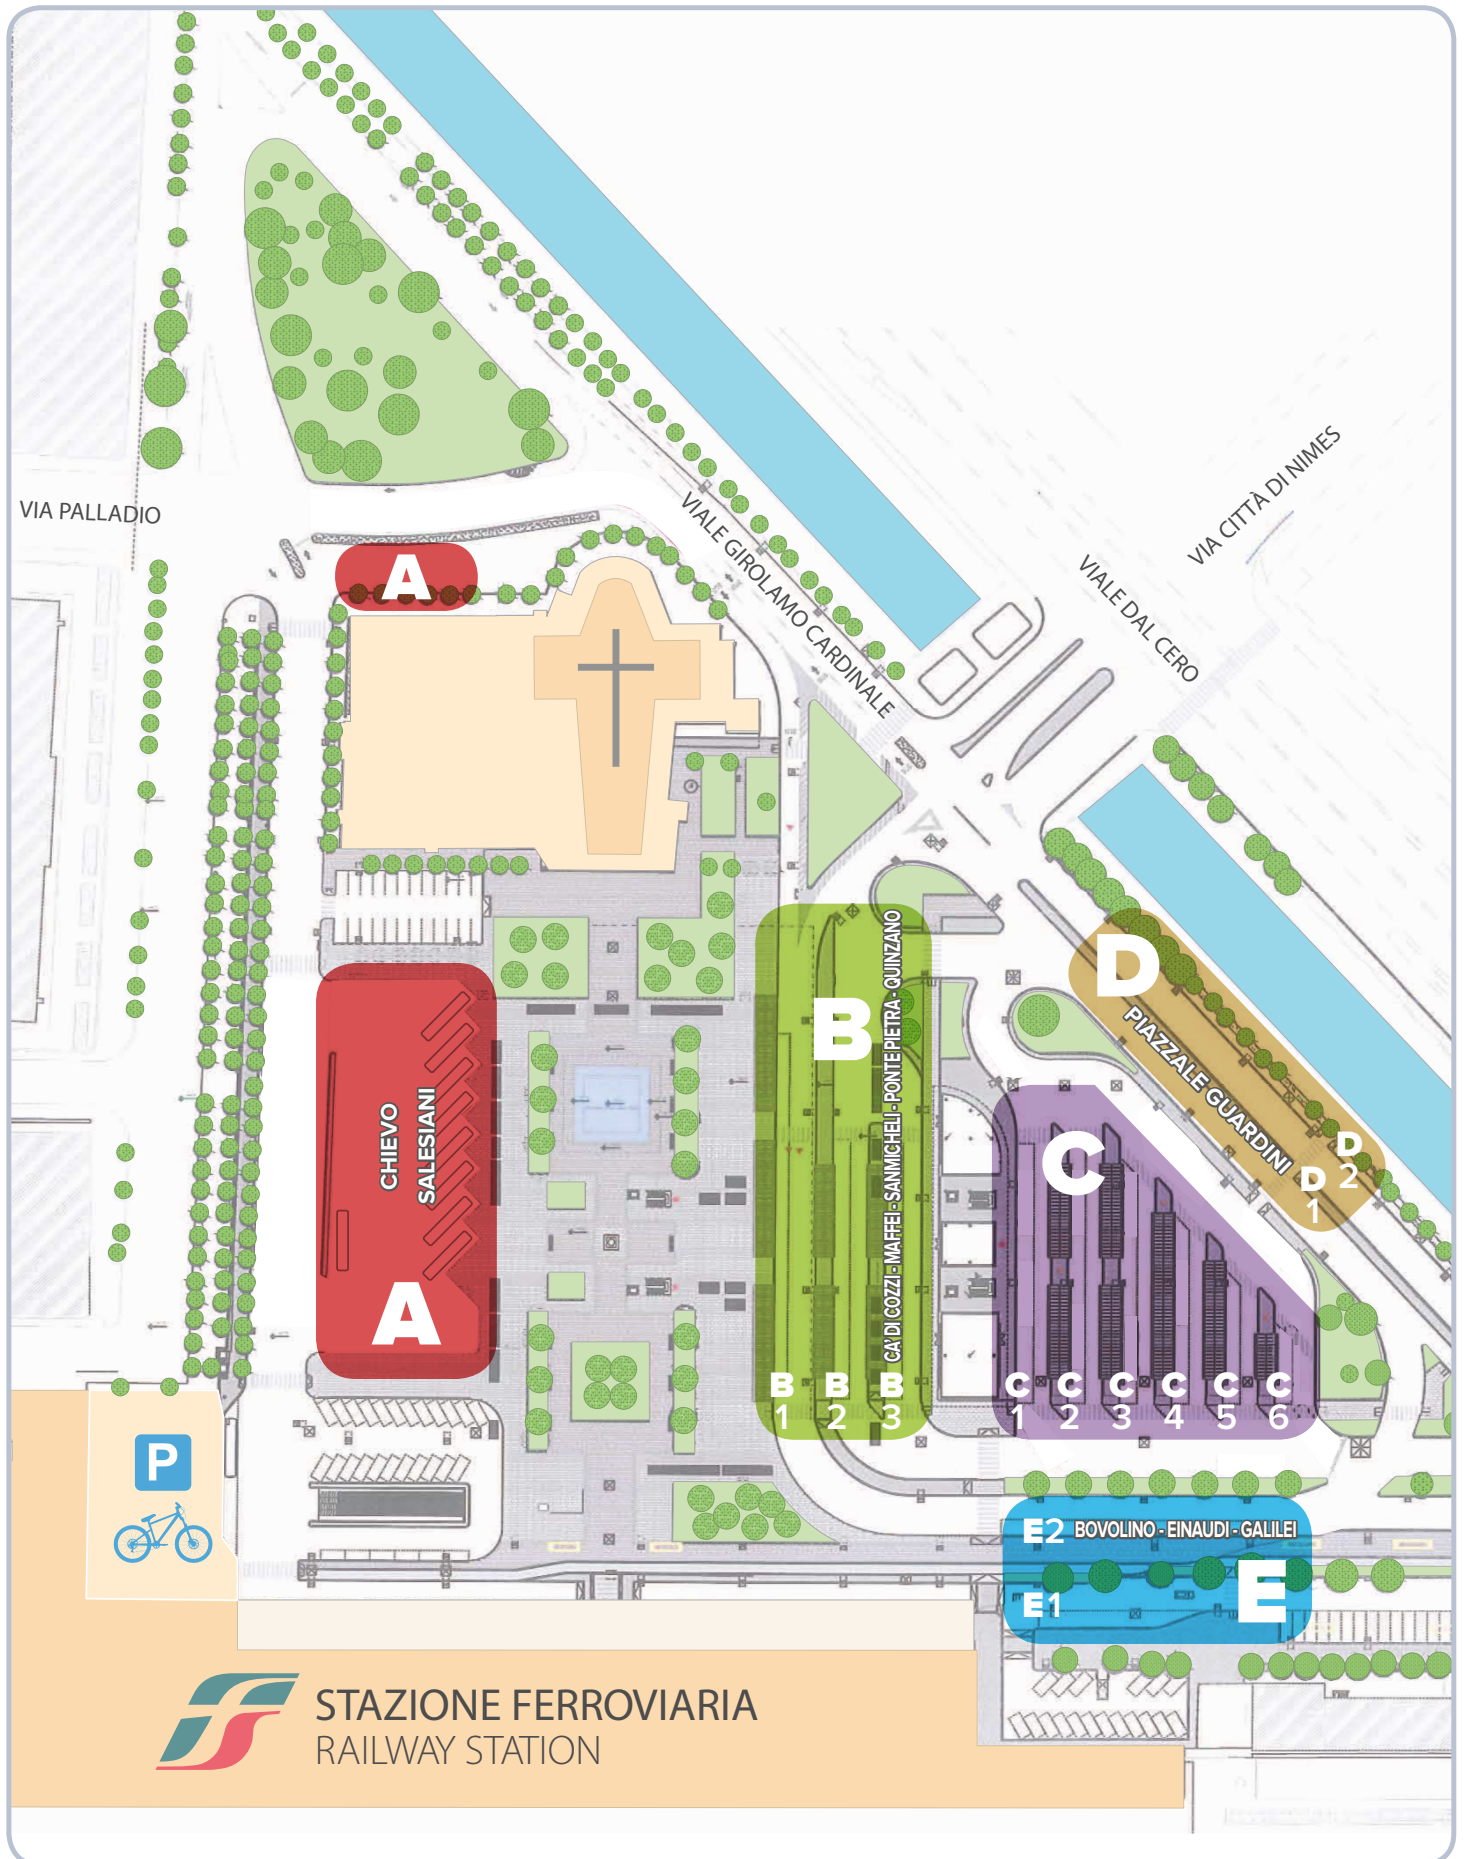 VIA PALLADIO
A
VIALE GIROLAMO CARDINALE
VIALE DAL CERO
VIA CITTÀ DI NIMES
CHIEVO
SALESIANI
A
B
CA' DI COZZI - MAFFEI - SANMICHELI - PONTE PIETRA - QUINZANO
B
1
B
2
B
3
C
C
1
C
2
C
3
C
4
C
5
C
6
D
PIAZZALE GUARDINI
D
1
D
2
P
E2 BOVOLINO - EINAUDI - GALILEI
E
E1
STAZIONE FERROVIARIA
RAILWAY STATION